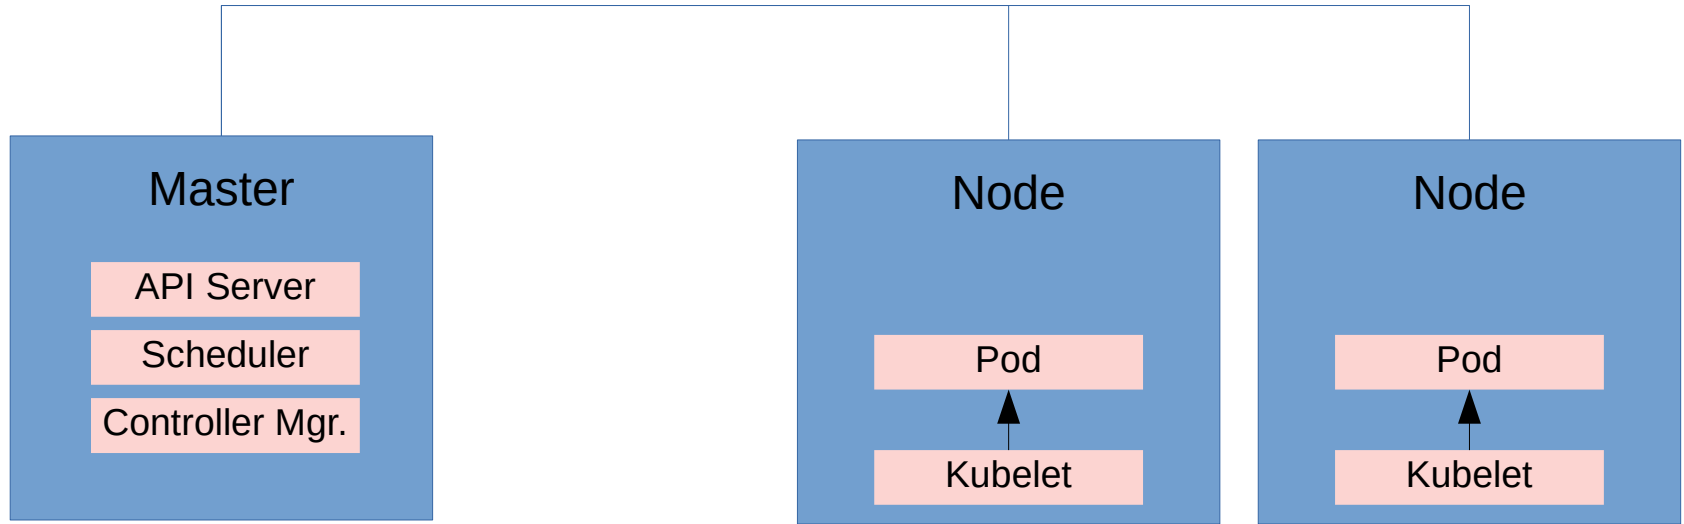 Master
API Server
Scheduler
Controller Mgr.
Node
Pod
Kubelet
Node
Pod
Kubelet